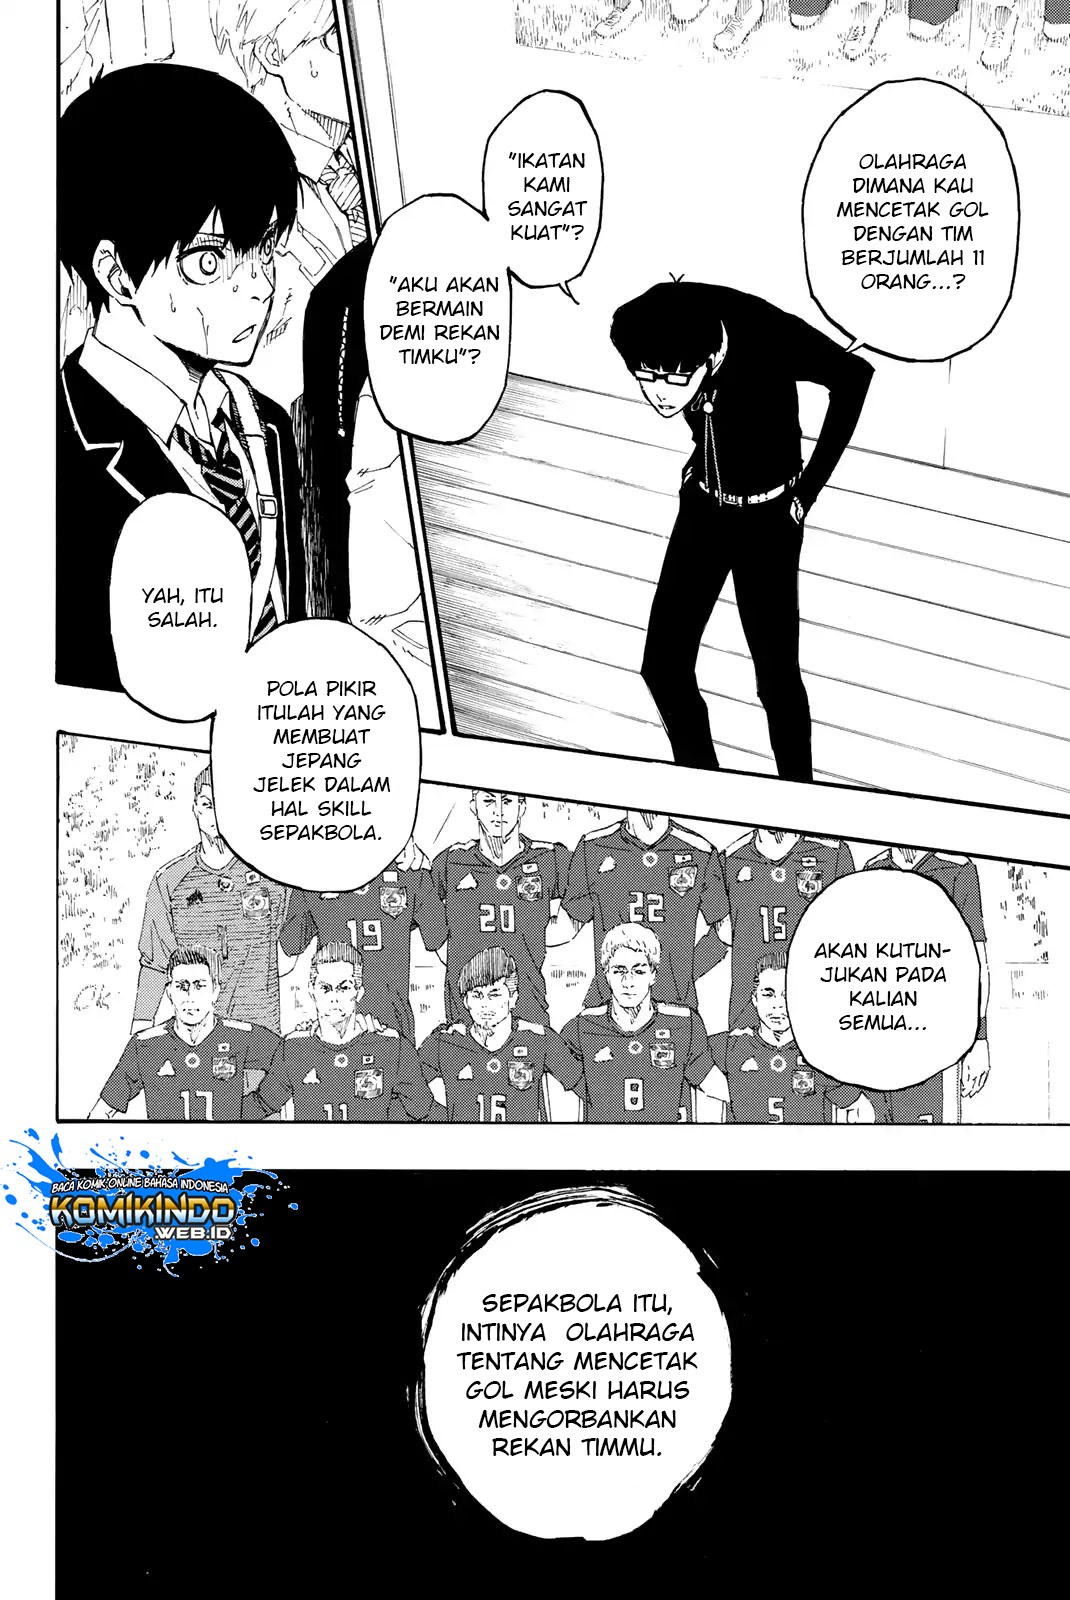 OLAHRAGA
DIMANA KAU
MENCETAK GOL
DENGAN TIM
BERJUMLAH 11
ORANG...?
"IKATAN
KAMI
SANGAT
KUAT"?
"AKU AKAN
BERMAIN
DEMI REKAN
TIMKU"?
YAH, ITU
SALAH.
POLA PIKIR
ITULAH YANG
MEMBUAT
JEPANG
JELEK DALAM
HAL SKILL
SEPAKBOLA.
1
19
20
22
15
AKAN KUTUN-
JUKAN PADA
KALIAN
SEMUA...
17
11
16
8
5
2
BACA KOMIK ONLINE BAHASA INDONESIA
KOMIKINDO
WEB.ID
SEPAKBOLA ITU,
INTINYA OLAHRAGA
TENTANG MENCETAK
GOL MESKI HARUS
MENGORBANKAN
REKAN TIMMU.